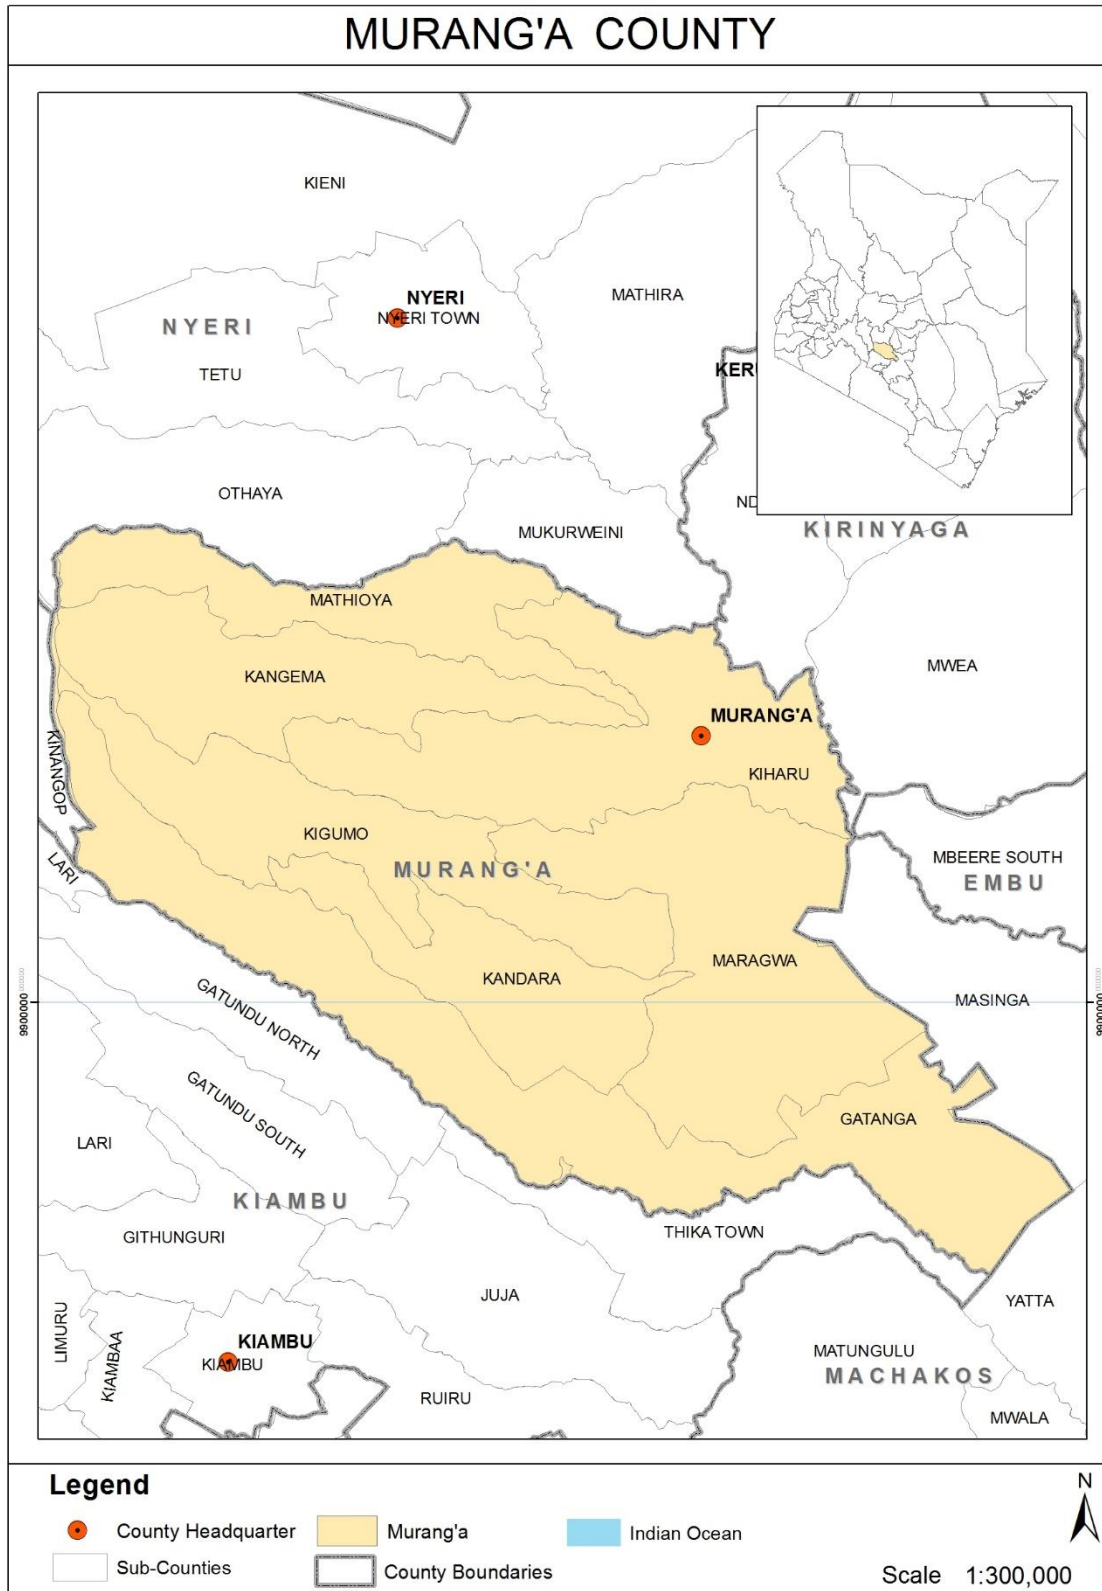 MURANG'A COUNTY
KIENI
MATHIRA
NYERI
NYERI TOWN
NYERI
TETU
OTHAYA
MUKURWEINI
KIRINYAGA
MATHIOYA
KANGEMA
MWEA
MURANG'A
KIHARU
KINANGOP
KIGUMO
MURANG'A
LARI
MBEERE SOUTH
EMBU
MARAGWA
KANDARA
MASINGA
9900000
9900000
GATUNDU NORTH
GATUNDU SOUTH
GATANGA
LARI
KIAMBU
GITHUNGURI
THIKA TOWN
JUJA
YATTA
LIMURU
KIAMBAA
KIAMBU
KIAMBU
MATUNGULU
MACHAKOS
RUIRU
MWALA
Legend
N
County Headquarter
Murang'a
Indian Ocean
Sub-Counties
County Boundaries
Scale 1:300,000